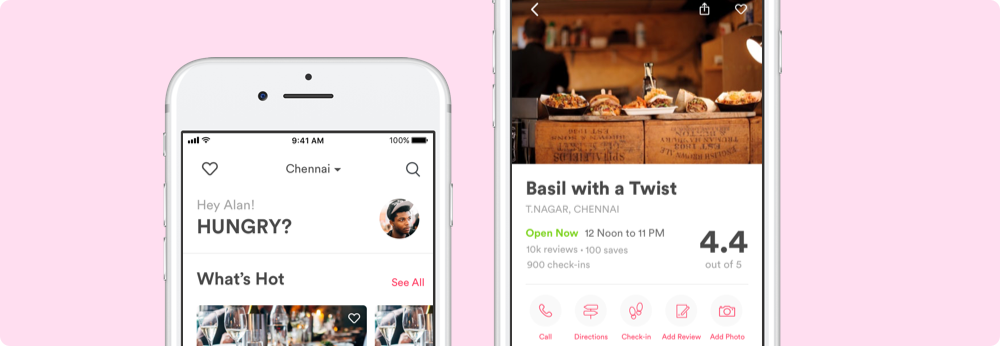 9:41 AM
100%
Chennai
Hey Alan!
HUNGRY?
What's Hot
See All
Basil with a Twist
T.NAGAR, CHENNAI
Open Now 12 Noon to 11 PM
10k reviews • 100 saves
900 check-ins
4.4
out of 5
Call
Directions
Check-in
Add Review
Add Photo